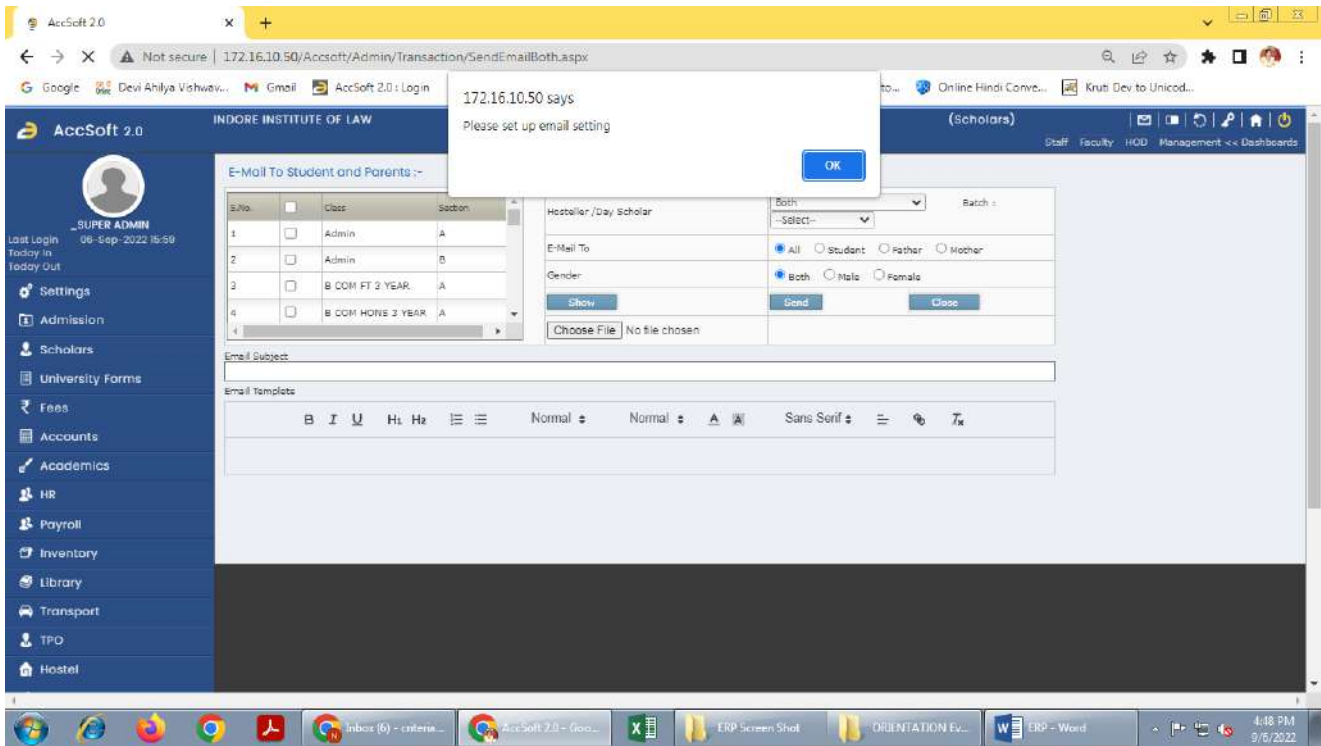 AccSoft 2.0
Not secure | 172.16.10.50/Accsoft/Admin/Transaction/SendEmailBoth.aspx
Google Devi Ahilya Vishwav... Gmail AccSoft 2.0 : Login to... Online Hindi Conve... Kruti Dev to Unicod...
172.16.10.50 says
Please set up email setting
OK
AccSoft 2.0
INDORE INSTITUTE OF LAW
(Scholars)
Staff Faculty HOD Management << Dashboards
_SUPER ADMIN
Last Login 06-Sep-2022 15:59
Today In
Today Out
Settings
Admission
Scholars
University Forms
Fees
Accounts
Academics
HR
Payroll
Inventory
Library
Transport
TPO
Hostel
E-Mail To Student and Parents :-
S.No. Class Section
1 Admin A
2 Admin B
3 B COM FT 3 YEAR A
4 B COM HONS 3 YEAR A
Hosteller /Day Scholar Both Batch :
--Select--
E-Mail To All Student Father Mother
Gender Both Male Female
Show Send Close
Choose File No file chosen
Email Subject
Email Template
B I U H1 H2 Normal Normal A A Sans Serif Tx
Inbox (6) - criteria... AccSoft 2.0 - Goo... ERP Screen Shot ORIENTATION Ev... ERP - Word
4:48 PM
9/6/2022